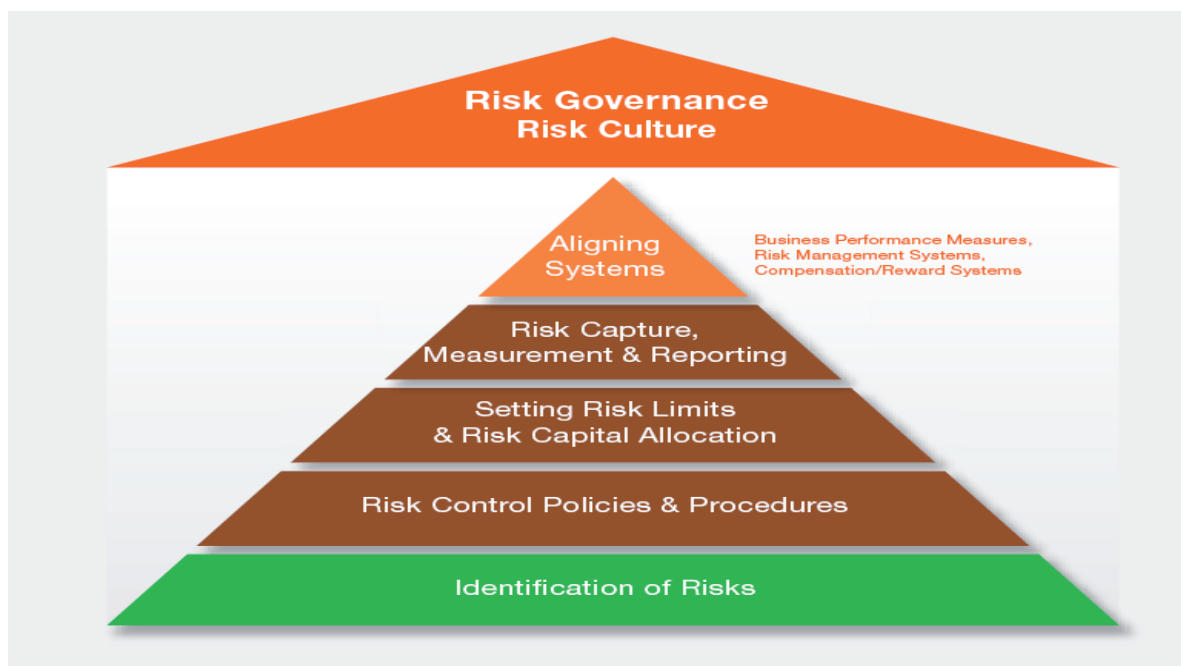 Risk Governance
Risk Culture
Aligning
Systems
Business Performance Measures,
Risk Management Systems,
Compensation/Reward Systems
Risk Capture,
Measurement & Reporting
Setting Risk Limits
& Risk Capital Allocation
Risk Control Policies & Procedures
Identification of Risks